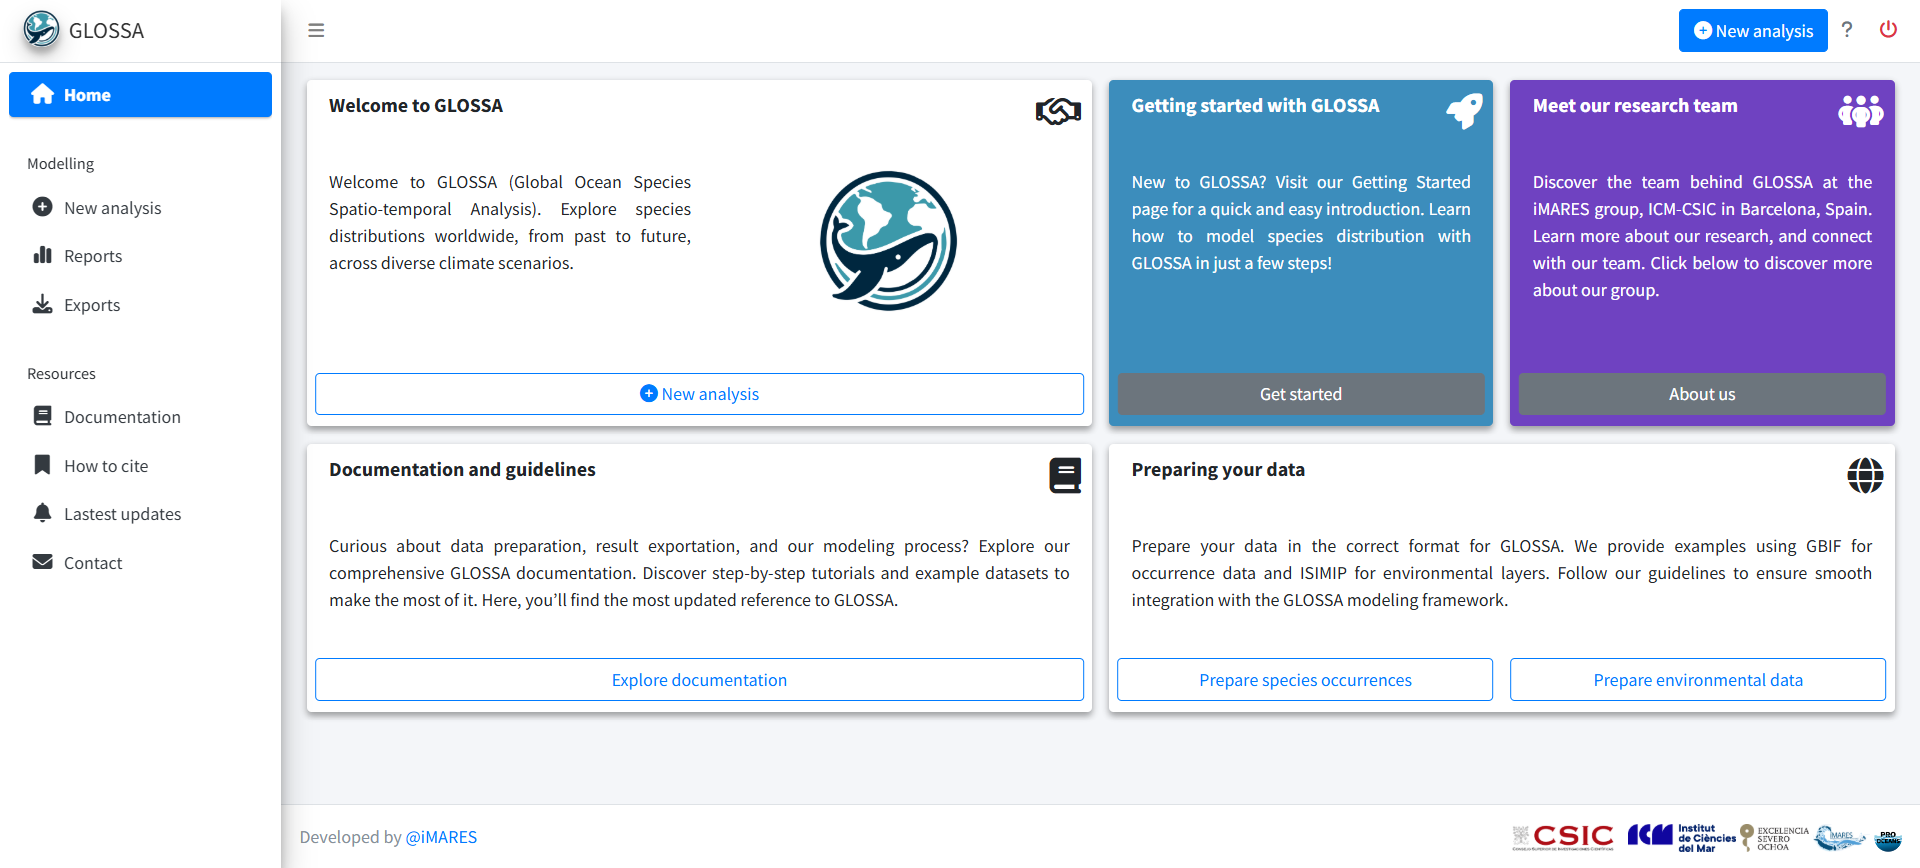 GLOSSA
New analysis
?
Home
Modelling
New analysis
Reports
Exports
Resources
Documentation
How to cite
Lastest updates
Contact
Welcome to GLOSSA
Welcome to GLOSSA (Global Ocean Species
Spatio-temporal Analysis). Explore species
distributions worldwide, from past to future,
across diverse climate scenarios.
New analysis
Getting started with GLOSSA
New to GLOSSA? Visit our Getting Started
page for a quick and easy introduction. Learn
how to model species distribution with
GLOSSA in just a few steps!
Get started
Meet our research team
Discover the team behind GLOSSA at the
iMARES group, ICM-CSIC in Barcelona, Spain.
Learn more about our research, and connect
with our team. Click below to discover more
about our group.
About us
Documentation and guidelines
Curious about data preparation, result exportation, and our modeling process? Explore our
comprehensive GLOSSA documentation. Discover step-by-step tutorials and example datasets to
make the most of it. Here, you’ll find the most updated reference to GLOSSA.
Explore documentation
Preparing your data
Prepare your data in the correct format for GLOSSA. We provide examples using GBIF for
occurrence data and ISIMIP for environmental layers. Follow our guidelines to ensure smooth
integration with the GLOSSA modeling framework.
Prepare species occurrences
Prepare environmental data
Developed by @iMARES
CSIC
CONSEJO SUPERIOR DE INVESTIGACIONES CIENTÍFICAS
ICM
Institut
de Ciències
del Mar
EXCELENCIA
SEVERO
OCHOA
iMARES
PRO
OCEANS